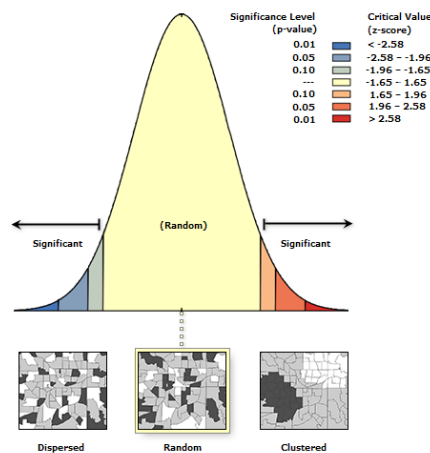 Significance Level Critical Value
(p-value) (z-score)
0.01 < -2.58
0.05 -2.58 – -1.96
0.10 -1.96 – -1.65
--- -1.65 – 1.65
0.10 1.65 – 1.96
0.05 1.96 – 2.58
0.01 > 2.58
Significant (Random) Significant
Dispersed Random Clustered